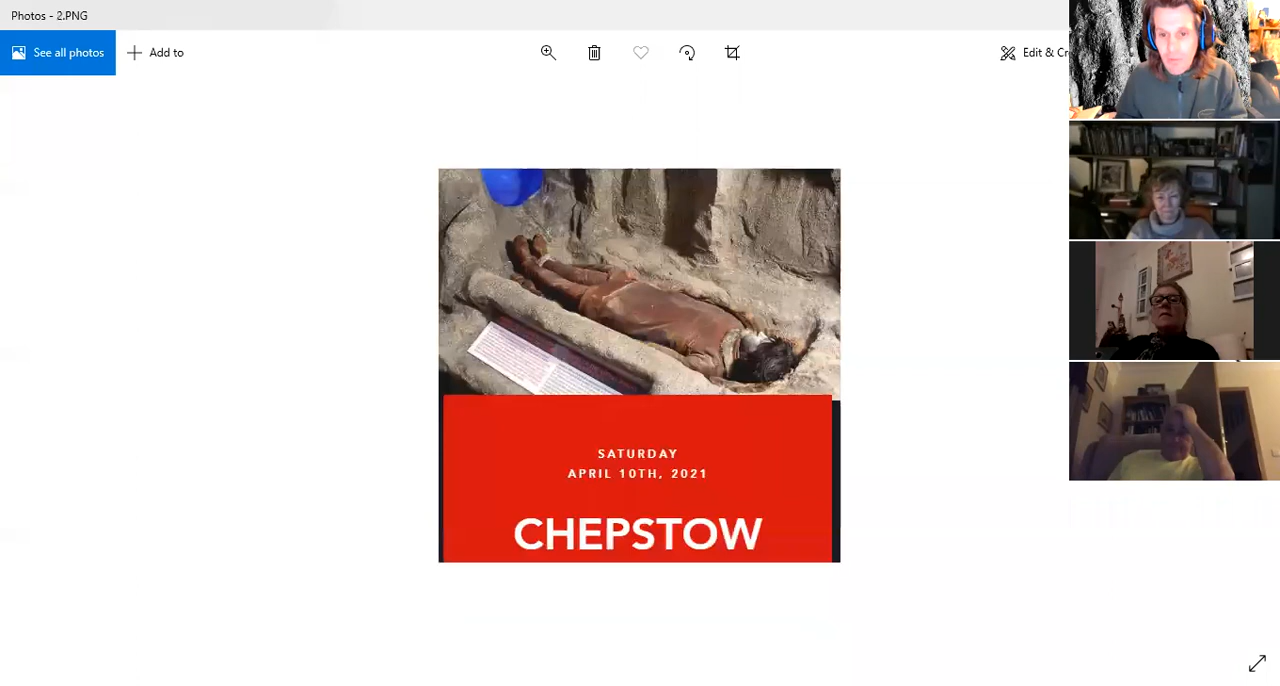 Photos - 2.PNG
See all photos
Add to
Edit & Cr
SATURDAY
APRIL 10TH, 2021
CHEPSTOW